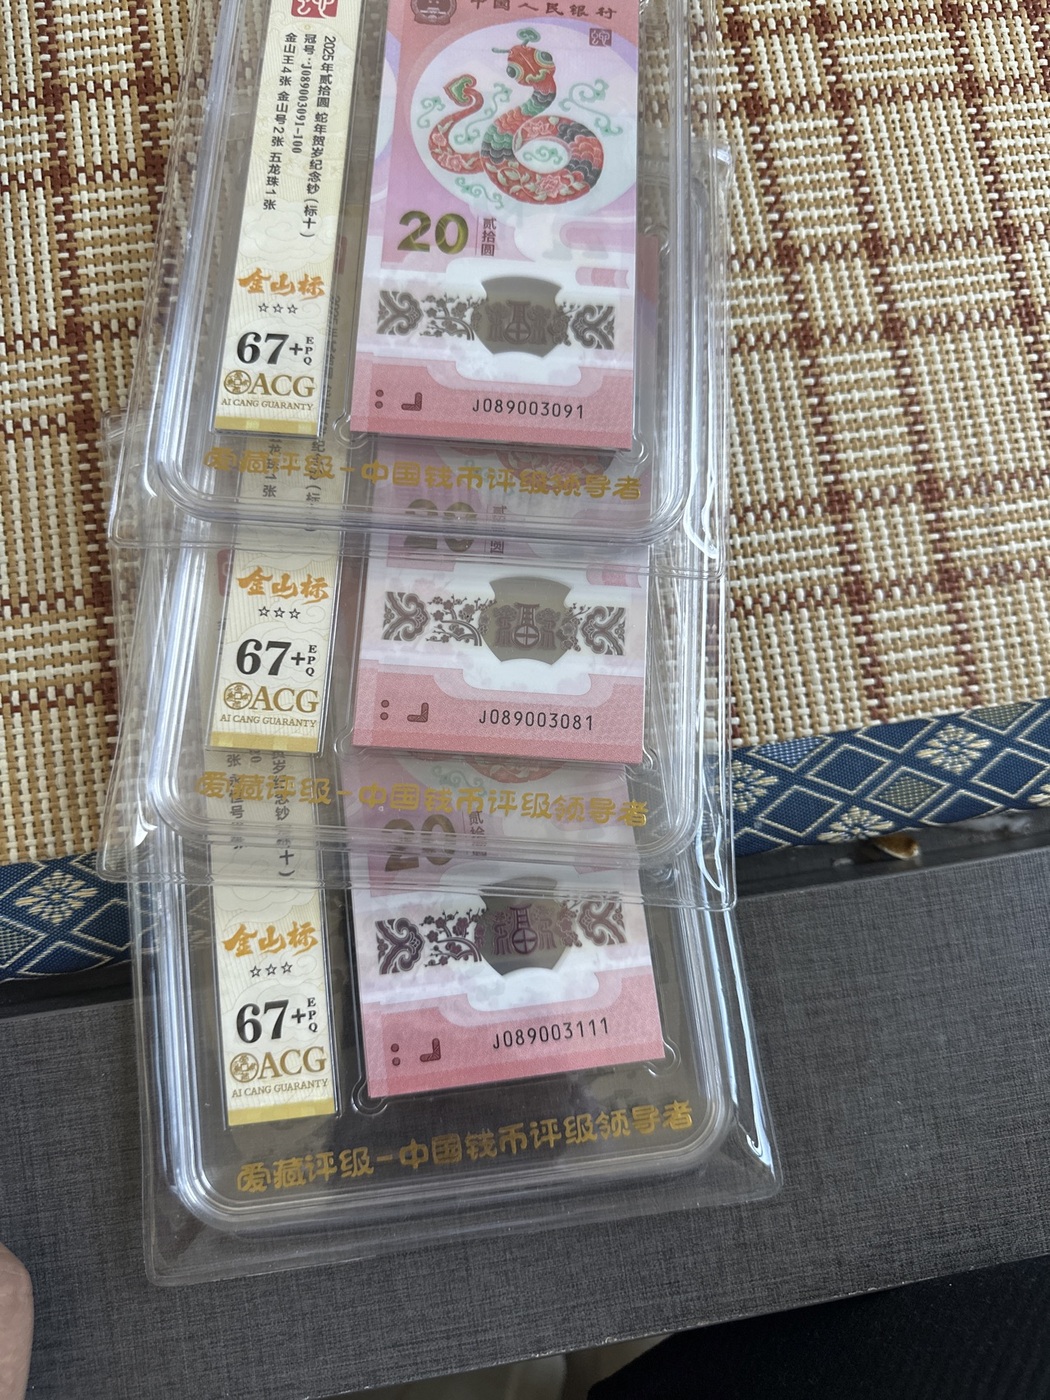 中国人民银行
2025年贰拾圆 蛇年贺岁纪念钞(标十)
冠号:J089003091-100
金山王4张 金山号2张 五龙珠1张
20
贰拾圆
金山标
☆☆☆
67+EPQ
ACG
AI CANG GUARANTY
J089003091
爱藏评级-中国钱币评级领导者
20
金山标
☆☆☆
67+EPQ
ACG
AI CANG GUARANTY
J089003081
爱藏评级-中国钱币评级领导者
20
贰拾
金山标
☆☆☆
67+EPQ
ACG
AI CANG GUARANTY
J089003111
爱藏评级-中国钱币评级领导者